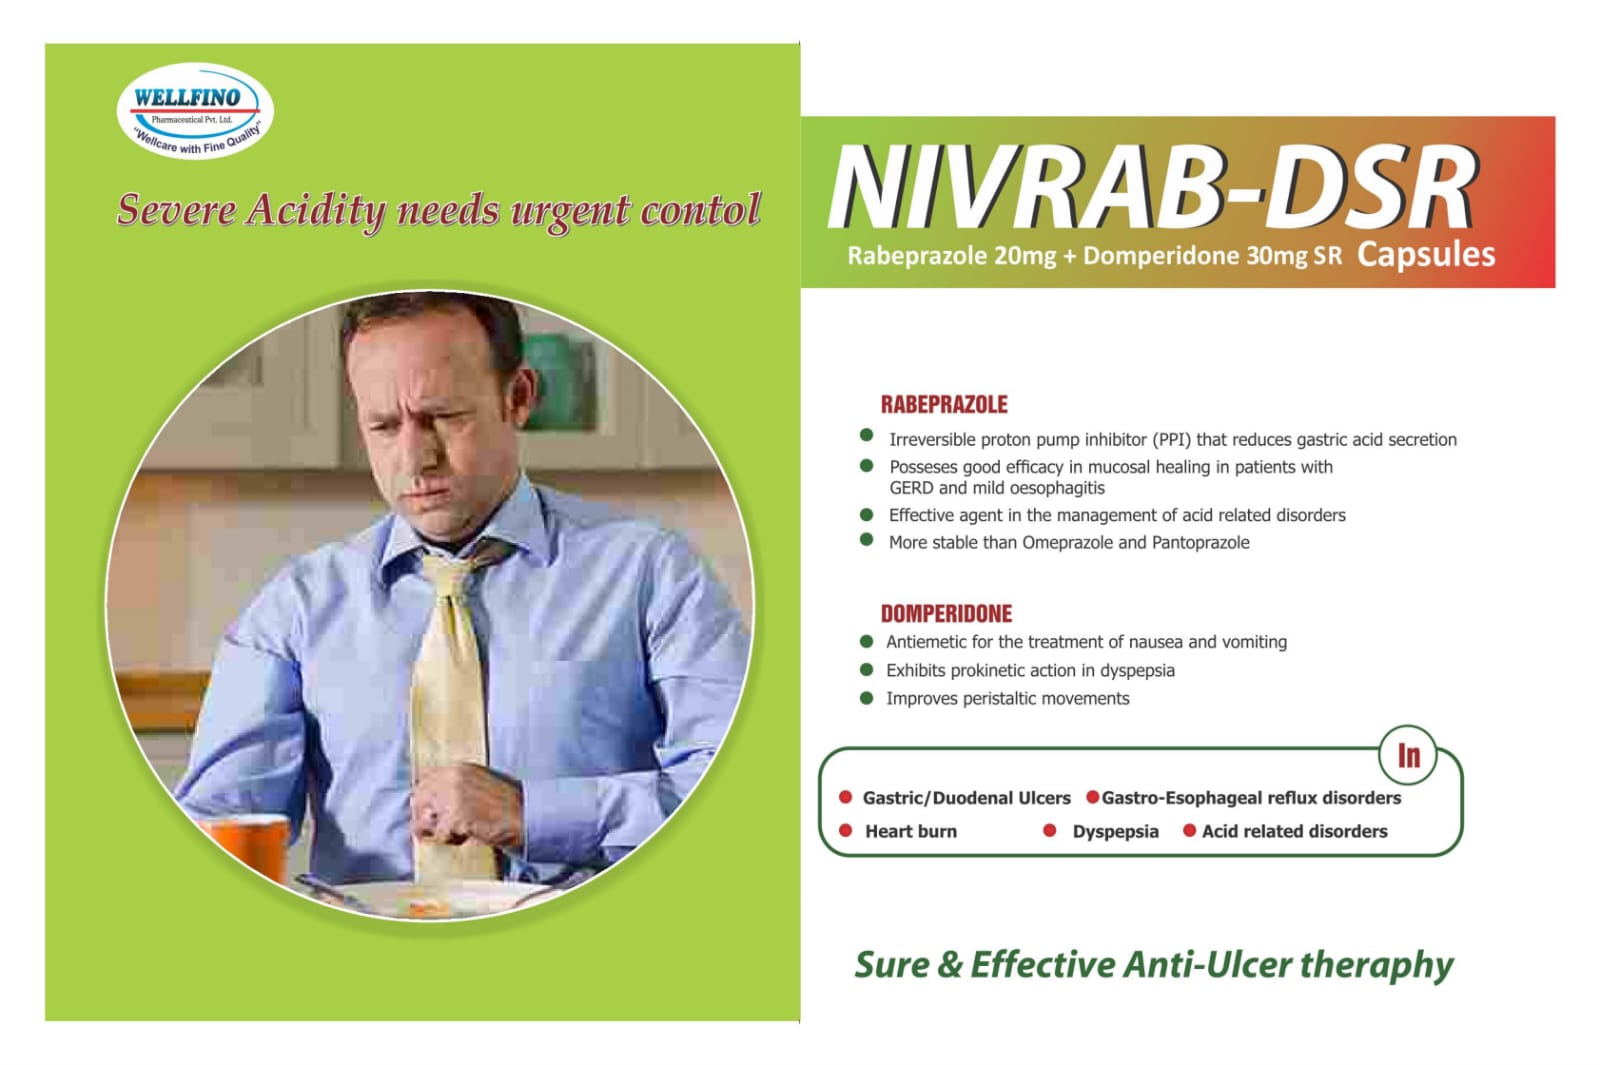 WELLFINO
Pharmaceutical Pvt. Ltd.
"Wellcare with Fine Quality"
Severe Acidity needs urgent contol
NIVRAB-DSR
Rabeprazole 20mg + Domperidone 30mg SR Capsules
RABEPRAZOLE
Irreversible proton pump inhibitor (PPI) that reduces gastric acid secretion
Posseses good efficacy in mucosal healing in patients with
GERD and mild oesophagitis
Effective agent in the management of acid related disorders
More stable than Omeprazole and Pantoprazole
DOMPERIDONE
Antiemetic for the treatment of nausea and vomiting
Exhibits prokinetic action in dyspepsia
Improves peristaltic movements
In
Gastric/Duodenal Ulcers Gastro-Esophageal reflux disorders
Heart burn Dyspepsia Acid related disorders
Sure & Effective Anti-Ulcer theraphy